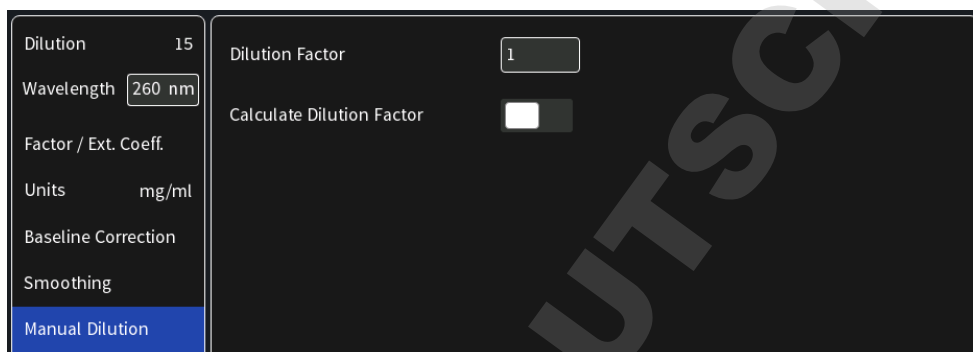 Dilution 15
Wavelength 260 nm
Factor / Ext. Coeff.
Units mg/ml
Baseline Correction
Smoothing
Manual Dilution
Dilution Factor 1
Calculate Dilution Factor
UTSC